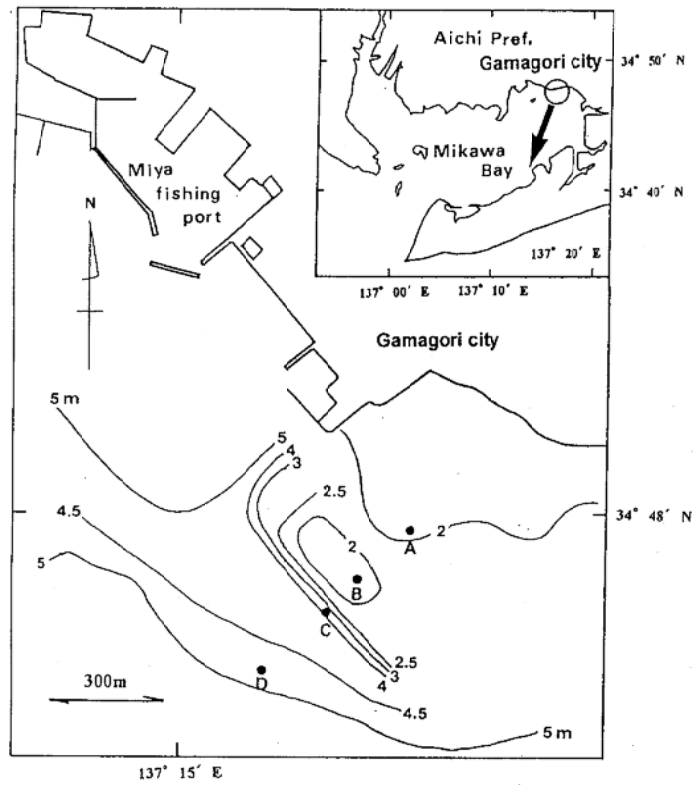 Aichi Pref.
Gamagori city
34° 50′ N
Mikawa
Bay
34° 40′ N
137° 20′ E
137° 00′ E
137° 10′ E
Miya
fishing
port
N
Gamagori city
5 m
5
4
3
2.5
4.5
2
2
34° 48′ N
A
B
5
C
D
2.5
3
4
300m
4.5
5 m
137° 15′ E